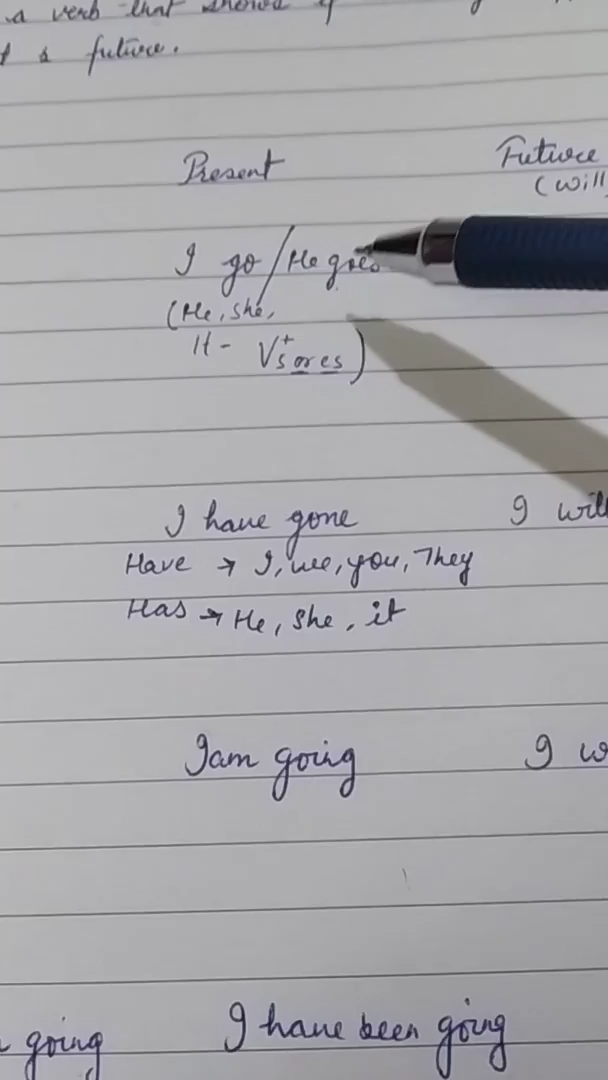 a verb that shows
future.
Present Future
(will
I go/He goes
(He, she,
It - V+s or es)
I have gone I will
Have → I, we, you, They
Has → He, she, it
I am going I w
going I have been going